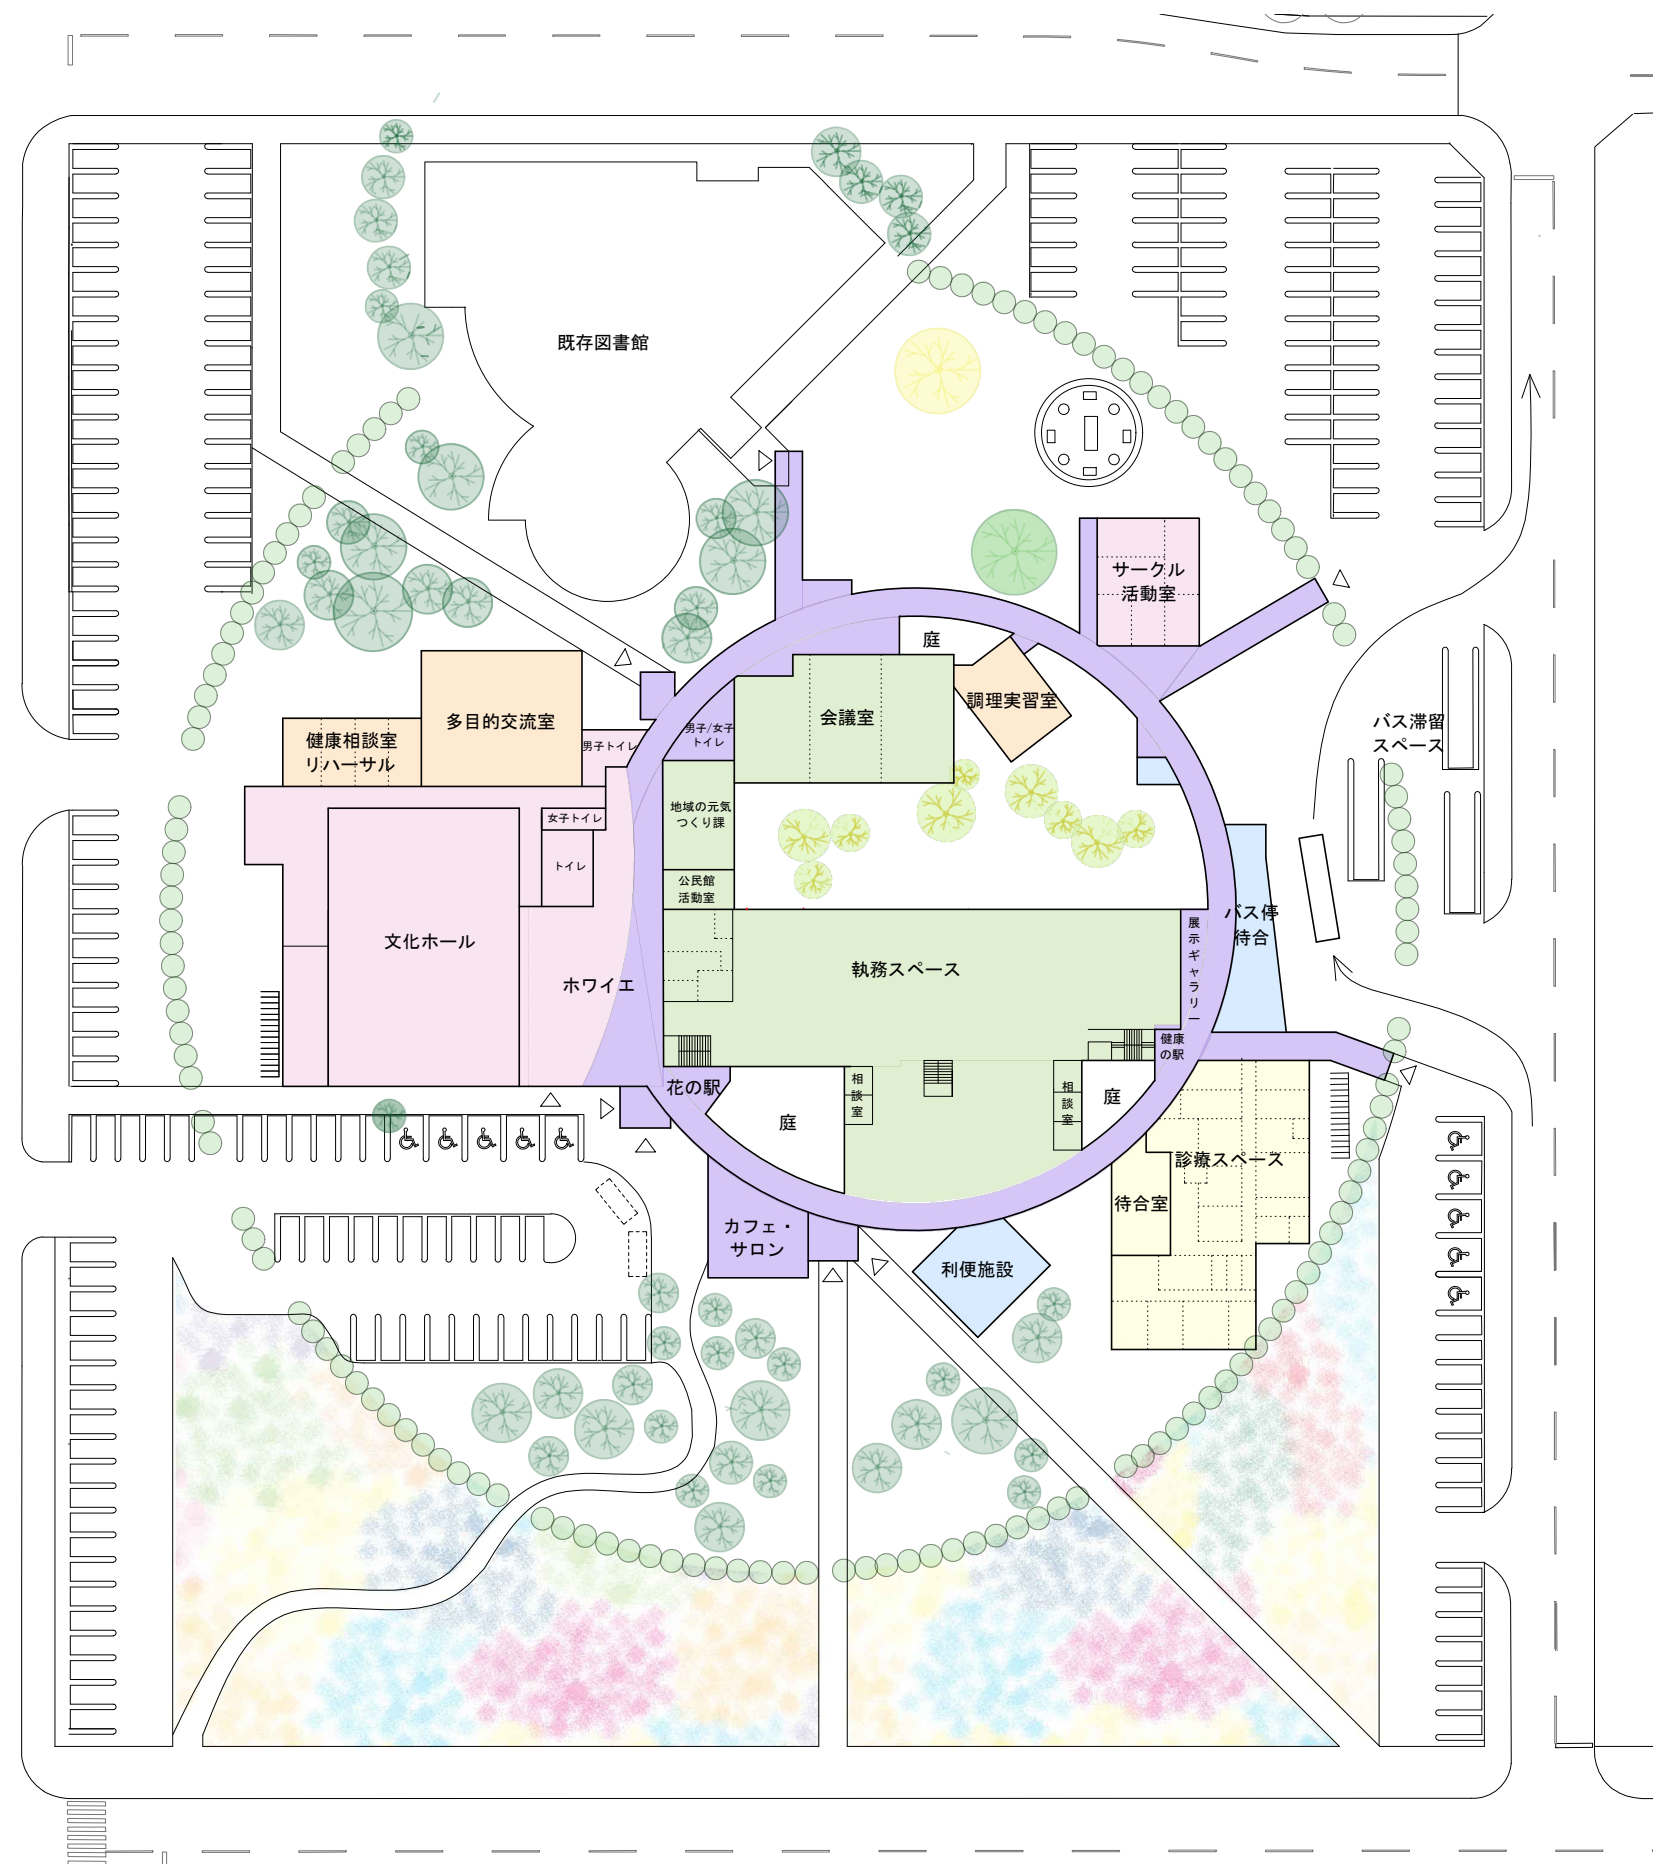 既存図書館
サークル
活動室
庭
調理実習室
会議室
男子/女子
トイレ
多目的交流室
健康相談室
リハーサル
男子トイレ
バス滞留
スペース
地域の元気
つくり課
女子トイレ
トイレ
公民館
活動室
文化ホール
ホワイエ
執務スペース
展示ギャラリー
バス停
待合
健康
の駅
花の駅
相談室
相談室
庭
庭
診療スペース
待合室
カフェ・
サロン
利便施設